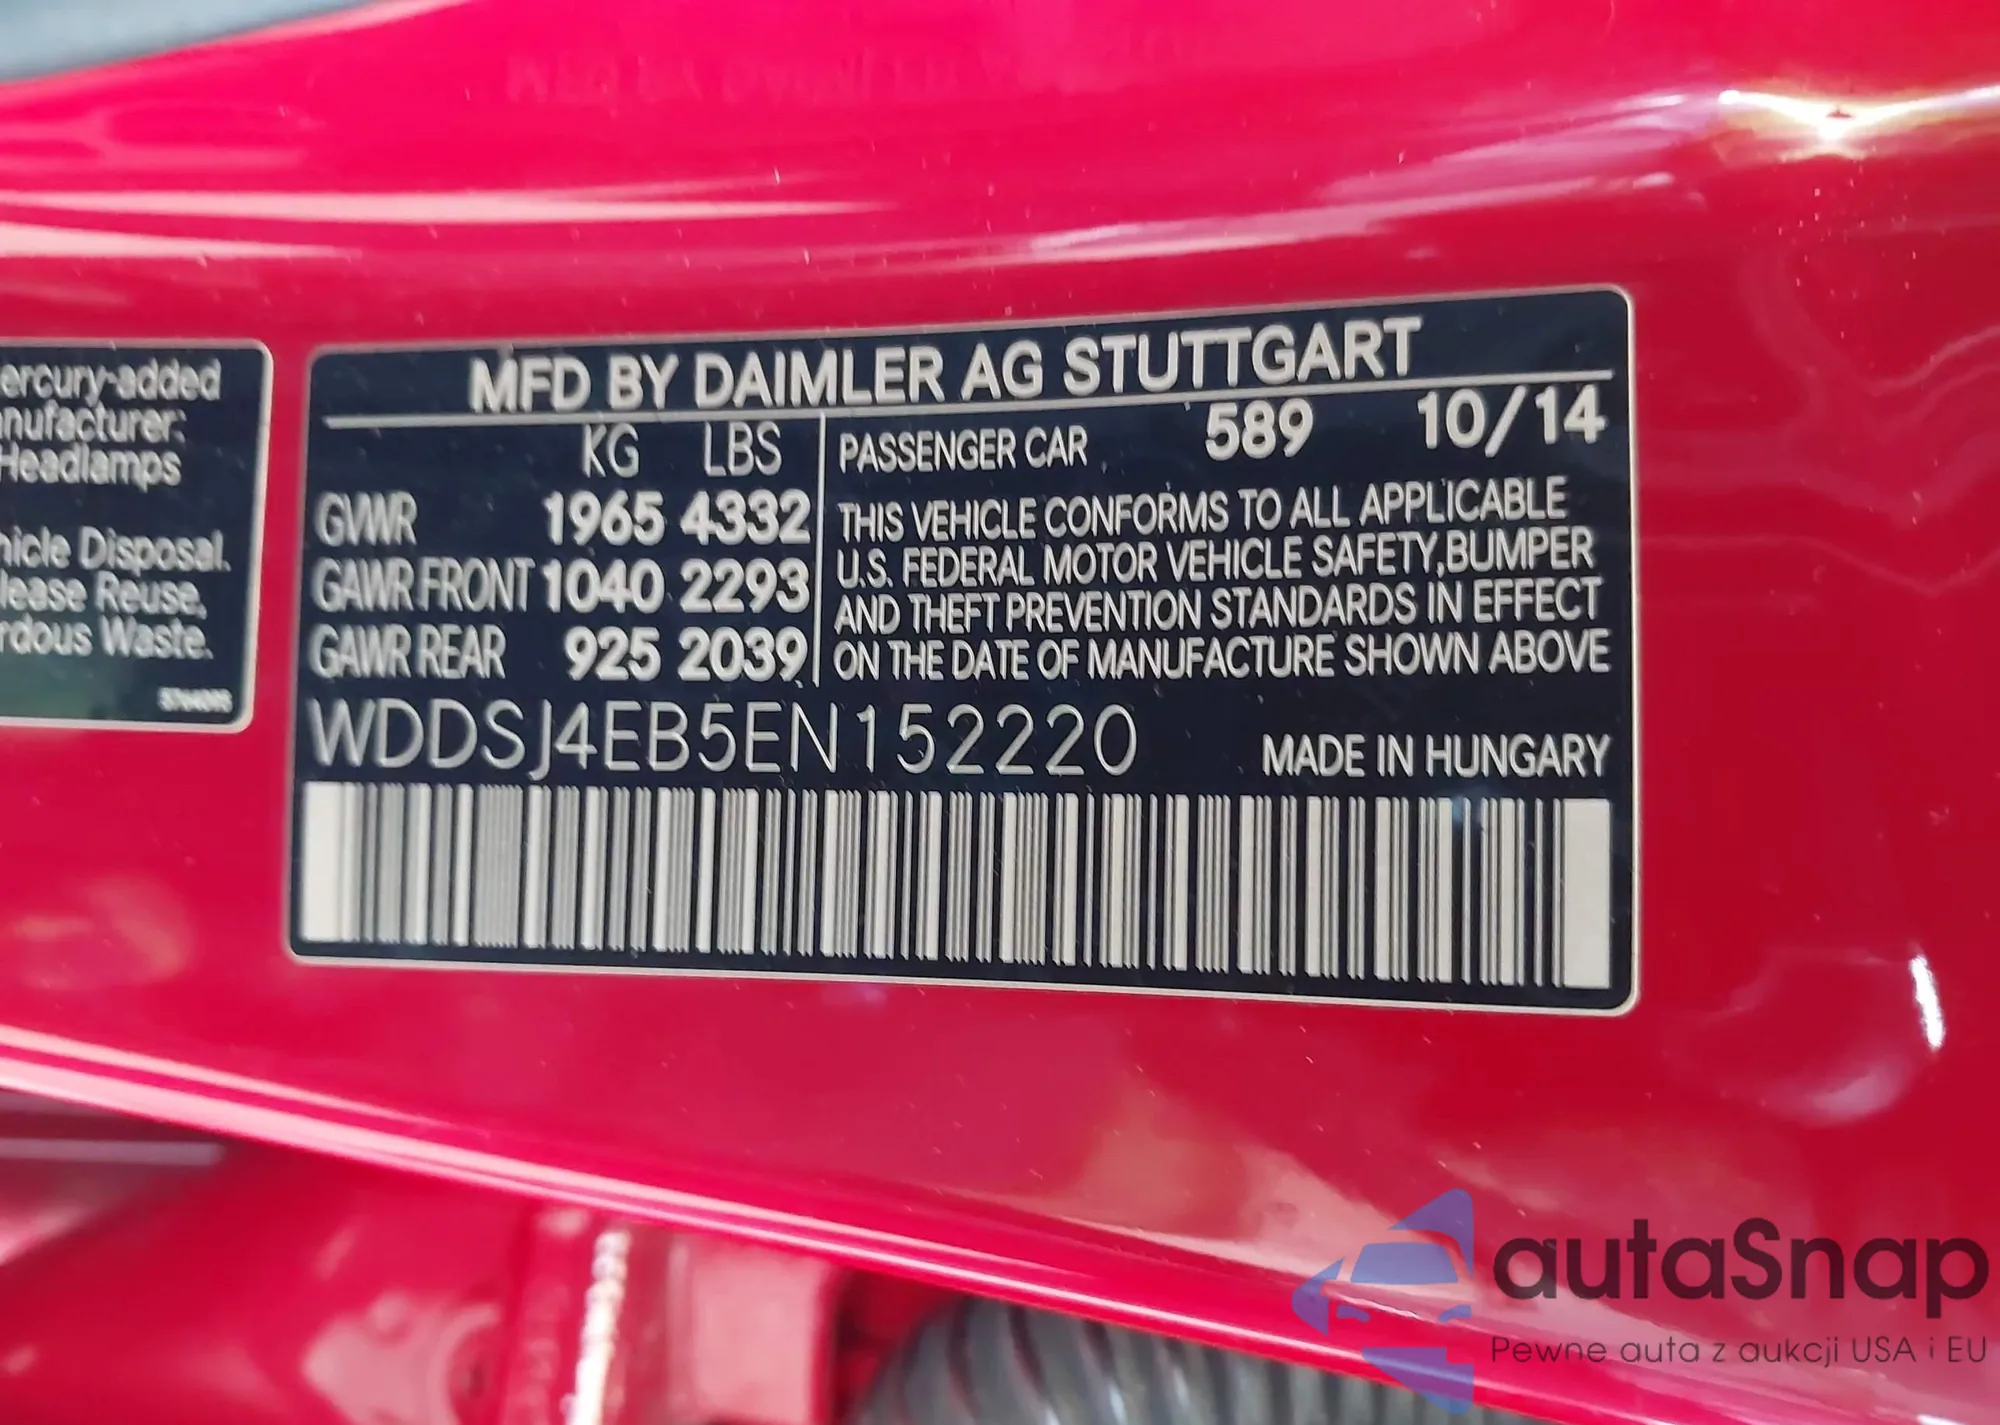 ercury-added
nufacturer:
Headlamps
hicle Disposal.
lease Reuse,
rdous Waste.
MFD BY DAIMLER AG STUTTGART
KG LBS
GVWR 1965 4332
GAWR FRONT 1040 2293
GAWR REAR 925 2039
PASSENGER CAR 589 10/14
THIS VEHICLE CONFORMS TO ALL APPLICABLE
U.S. FEDERAL MOTOR VEHICLE SAFETY,BUMPER
AND THEFT PREVENTION STANDARDS IN EFFECT
ON THE DATE OF MANUFACTURE SHOWN ABOVE
WDDSJ4EB5EN152220
MADE IN HUNGARY
autaSnap
Pewne auta z aukcji USA i EU